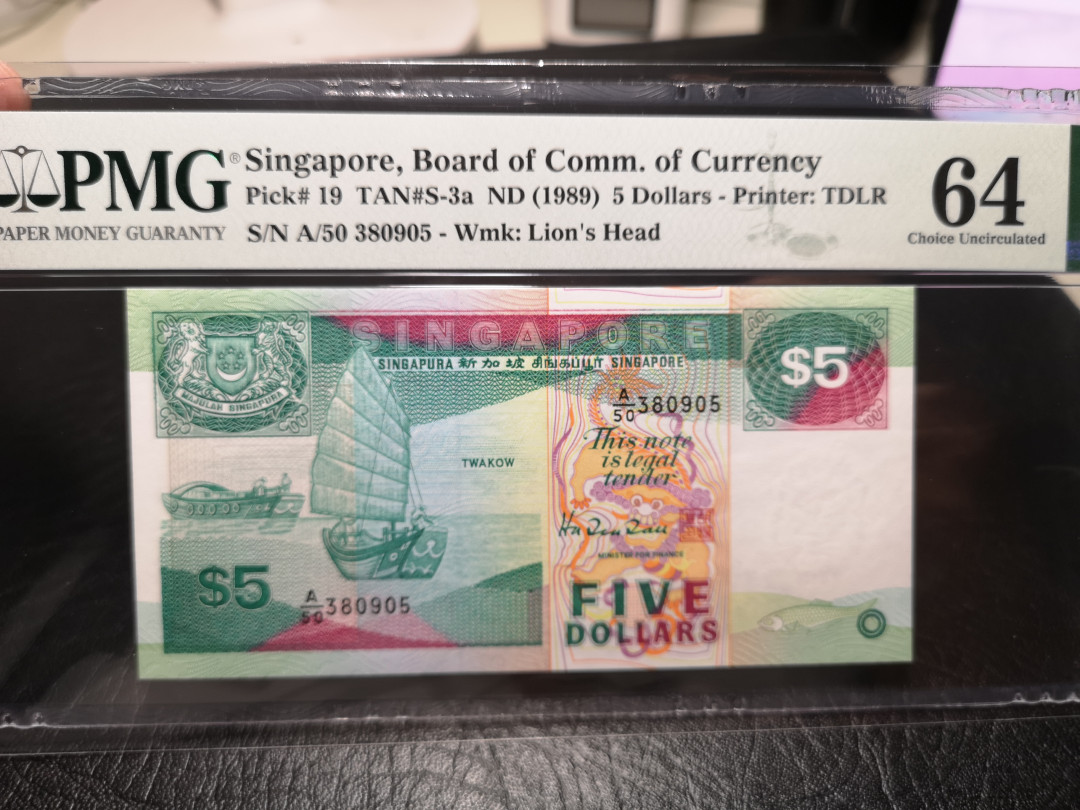 PMG®
PAPER MONEY GUARANTY
Singapore, Board of Comm. of Currency
Pick# 19 TAN#S-3a ND (1989) 5 Dollars - Printer: TDLR
S/N A/50 380905 - Wmk: Lion's Head
64
Choice Uncirculated
SINGAPORE
SINGAPURA 新加坡 சிங்கப்பூர் SINGAPORE
MAJULAH SINGAPURA
$5
A/50 380905
This note
is legal
tender
TWAKOW
MINISTER FOR FINANCE
$5
A/50 380905
FIVE
DOLLARS